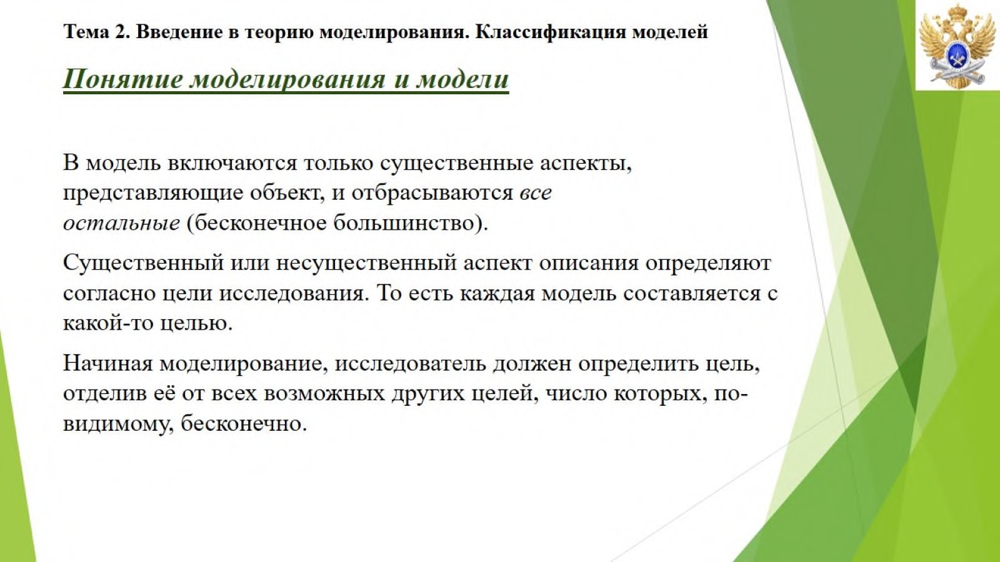 Тема 2. Введение в теорию моделирования. Классификация моделей
Понятие моделирования и модели
В модель включаются только существенные аспекты,
представляющие объект, и отбрасываются все
остальные (бесконечное большинство).
Существенный или несущественный аспект описания определяют
согласно цели исследования. То есть каждая модель составляется с
какой-то целью.
Начиная моделирование, исследователь должен определить цель,
отделив её от всех возможных других целей, число которых, по-
видимому, бесконечно.